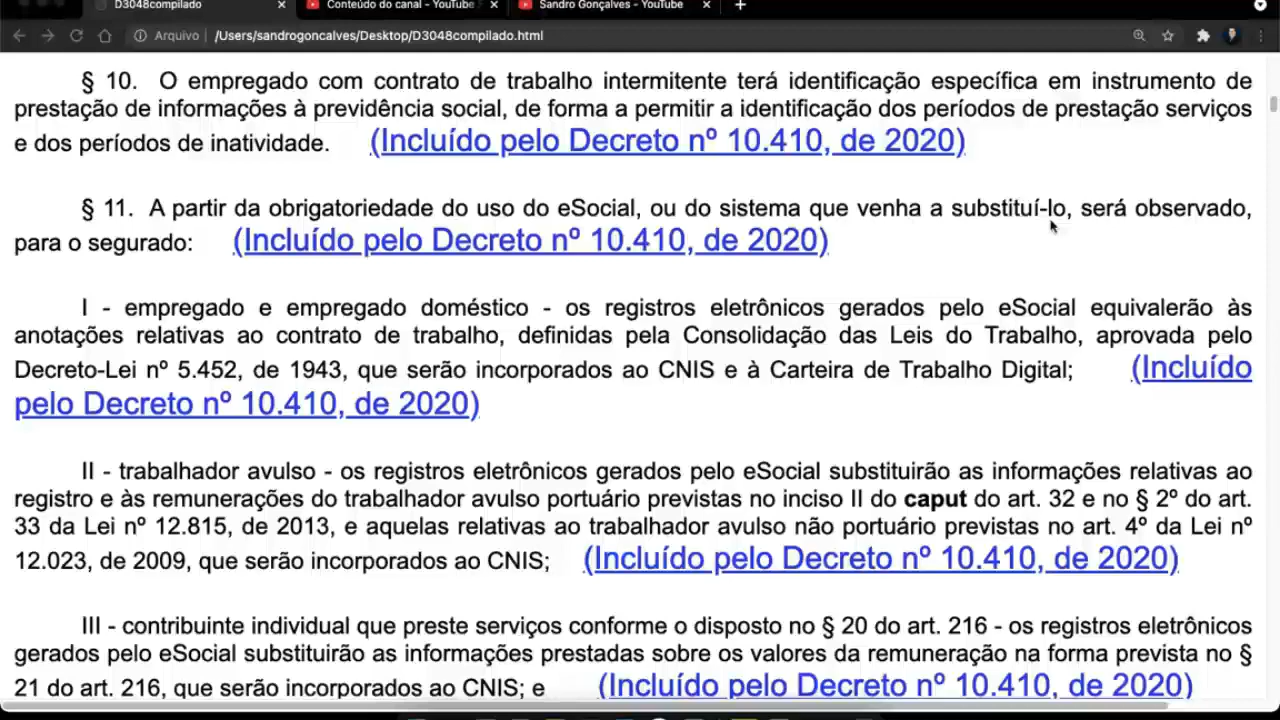 D3048compilado
Conteúdo do canal - YouTube
Sandro Gonçalves - YouTube
Arquivo | /Users/sandrogoncalves/Desktop/D3048compilado.html
§ 10. O empregado com contrato de trabalho intermitente terá identificação específica em instrumento de
prestação de informações à previdência social, de forma a permitir a identificação dos períodos de prestação serviços
e dos períodos de inatividade. (Incluído pelo Decreto nº 10.410, de 2020)
§ 11. A partir da obrigatoriedade do uso do eSocial, ou do sistema que venha a substituí-lo, será observado,
para o segurado: (Incluído pelo Decreto nº 10.410, de 2020)
I - empregado e empregado doméstico - os registros eletrônicos gerados pelo eSocial equivalerão às
anotações relativas ao contrato de trabalho, definidas pela Consolidação das Leis do Trabalho, aprovada pelo
Decreto-Lei nº 5.452, de 1943, que serão incorporados ao CNIS e à Carteira de Trabalho Digital; (Incluído
pelo Decreto nº 10.410, de 2020)
II - trabalhador avulso - os registros eletrônicos gerados pelo eSocial substituirão as informações relativas ao
registro e às remunerações do trabalhador avulso portuário previstas no inciso II do caput do art. 32 e no § 2º do art.
33 da Lei nº 12.815, de 2013, e aquelas relativas ao trabalhador avulso não portuário previstas no art. 4º da Lei nº
12.023, de 2009, que serão incorporados ao CNIS; (Incluído pelo Decreto nº 10.410, de 2020)
III - contribuinte individual que preste serviços conforme o disposto no § 20 do art. 216 - os registros eletrônicos
gerados pelo eSocial substituirão as informações prestadas sobre os valores da remuneração na forma prevista no §
21 do art. 216, que serão incorporados ao CNIS; e (Incluído pelo Decreto nº 10.410, de 2020)